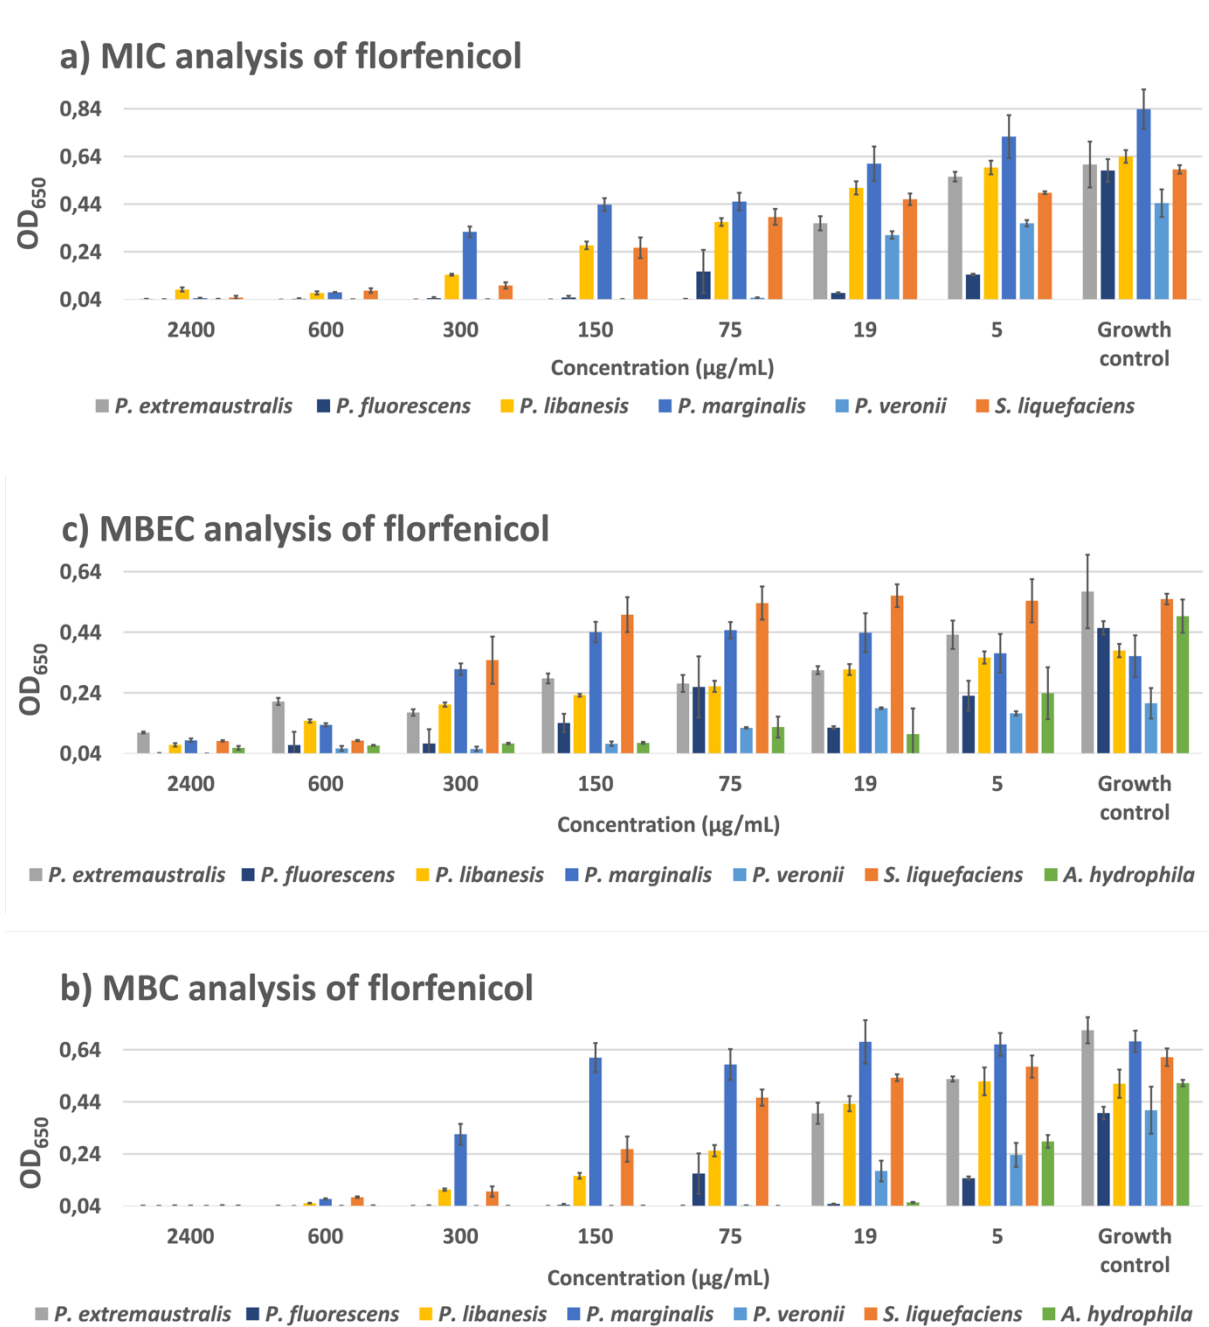 a) MIC analysis of florfenicol
0,84
0,64
0,44
0,24
0,04
OD650
2400 600 300 150 75 19 5 Growth control
Concentration (µg/mL)
P. extremaustralis P. fluorescens P. libanesis P. marginalis P. veronii S. liquefaciens
c) MBEC analysis of florfenicol
0,64
0,44
0,24
0,04
OD650
2400 600 300 150 75 19 5 Growth control
Concentration (µg/mL)
P. extremaustralis P. fluorescens P. libanesis P. marginalis P. veronii S. liquefaciens A. hydrophila
b) MBC analysis of florfenicol
0,64
0,44
0,24
0,04
OD650
2400 600 300 150 75 19 5 Growth control
Concentration (µg/mL)
P. extremaustralis P. fluorescens P. libanesis P. marginalis P. veronii S. liquefaciens A. hydrophila